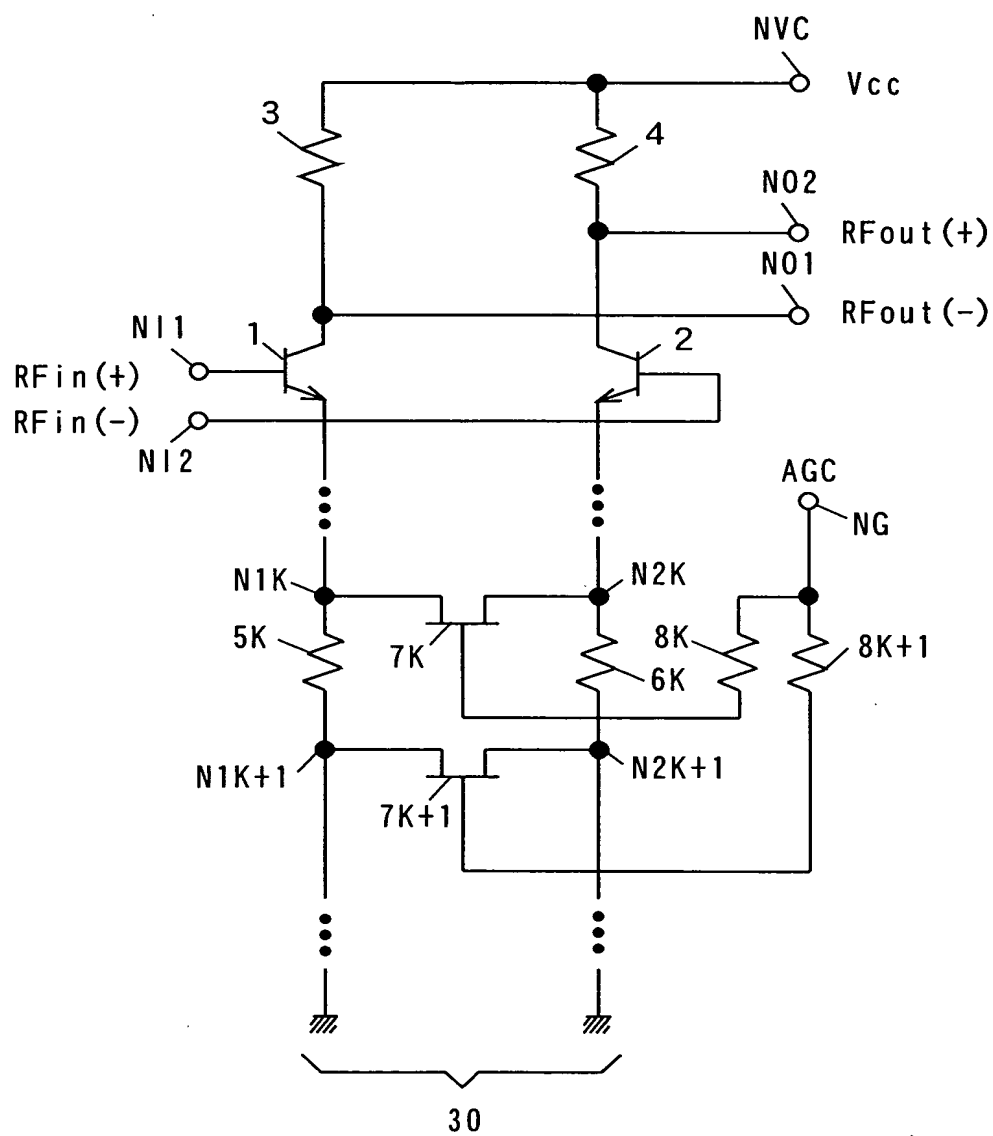 NVC
Vcc
3
4
NO2
RFout(+)
NO1
RFout(-)
NI1
1
2
RFin(+)
RFin(-)
NI2
AGC
NG
N1K
N2K
5K
7K
6K
8K
8K+1
N1K+1
N2K+1
7K+1
30